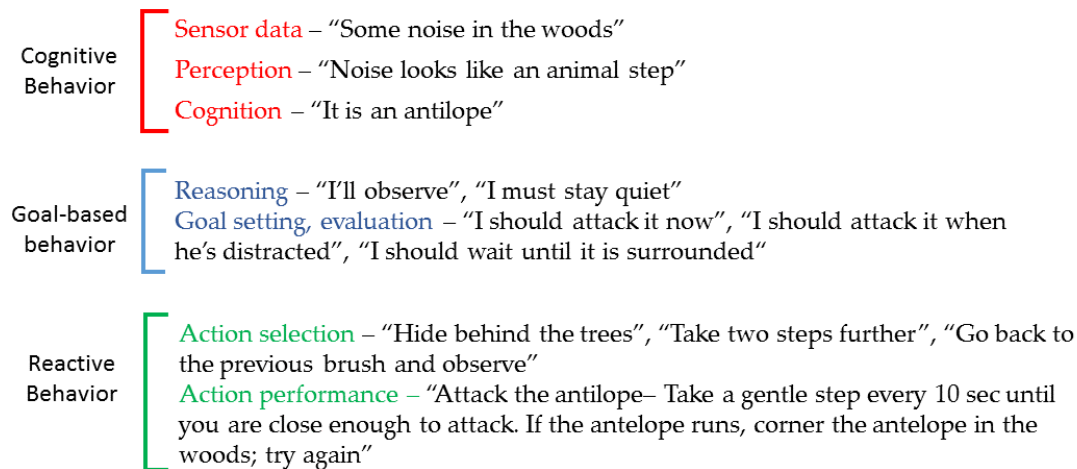 Cognitive
Behavior
Sensor data – “Some noise in the woods”
Perception – “Noise looks like an animal step”
Cognition – “It is an antilope”
Goal-based
behavior
Reasoning – “I’ll observe”, “I must stay quiet”
Goal setting, evaluation – “I should attack it now”, “I should attack it when
he’s distracted”, “I should wait until it is surrounded“
Reactive
Behavior
Action selection – “Hide behind the trees”, “Take two steps further”, “Go back to
the previous brush and observe”
Action performance – “Attack the antilope– Take a gentle step every 10 sec until
you are close enough to attack. If the antelope runs, corner the antelope in the
woods; try again”